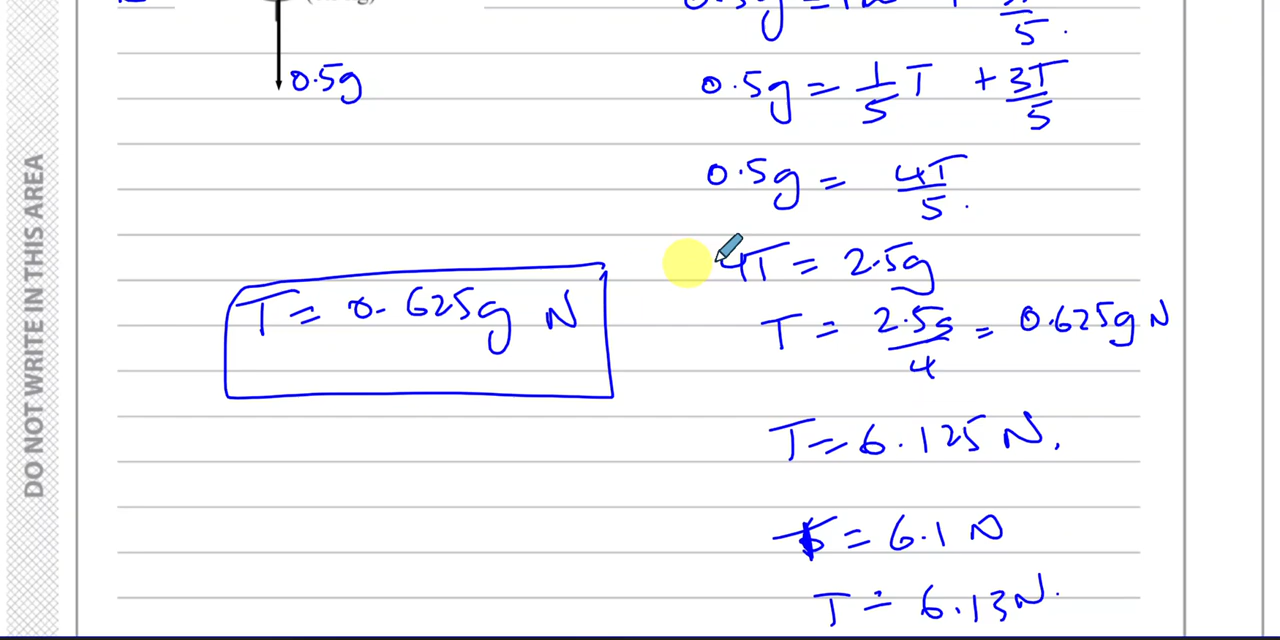 0.5g
0.5g = 1/5 T + 3T/5
0.5g = 4T/5.
4T = 2.5g
T = 2.5g/4 = 0.625g N
T = 0.625g N
T = 6.125 N.
= 6.1 N
T = 6.13 N.
DO NOT WRITE IN THIS AREA